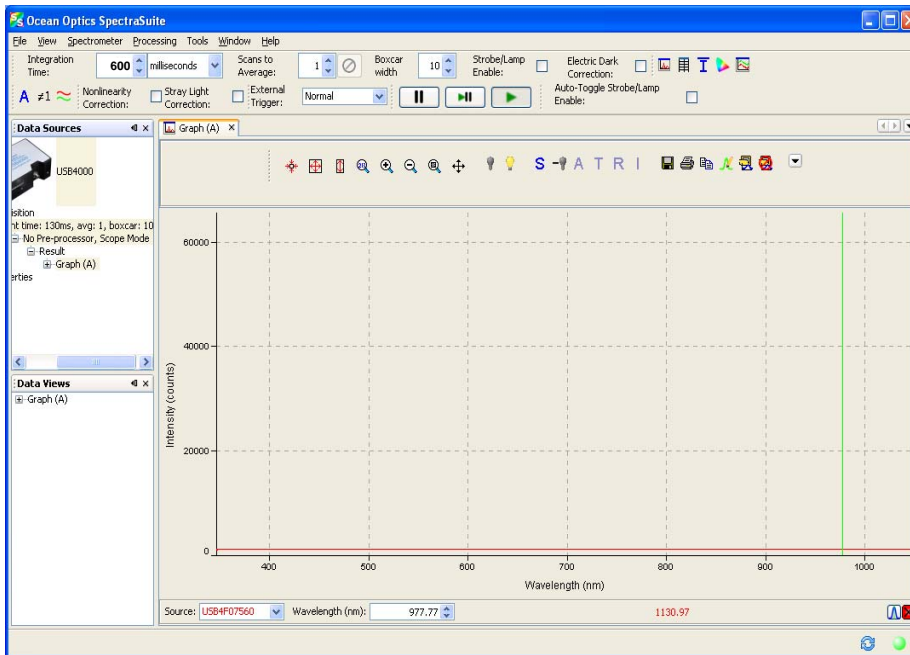 Ocean Optics SpectraSuite
File View Spectrometer Processing Tools Window Help
Integration Time: 600 milliseconds
Scans to Average: 1
Boxcar width 10
Strobe/Lamp Enable:
Electric Dark Correction:
A ≠1
Nonlinearity Correction:
Stray Light Correction:
External Trigger: Normal
Auto-Toggle Strobe/Lamp Enable:
Data Sources
USB4000
isition
nt time: 130ms, avg: 1, boxcar: 10
No Pre-processor, Scope Mode
Result
Graph (A)
erties
Data Views
Graph (A)
Graph (A)
S A T R I
Intensity (counts)
60000
40000
20000
0
400 500 600 700 800 900 1000
Wavelength (nm)
Source: USB4F07560 Wavelength (nm): 977.77 1130.97